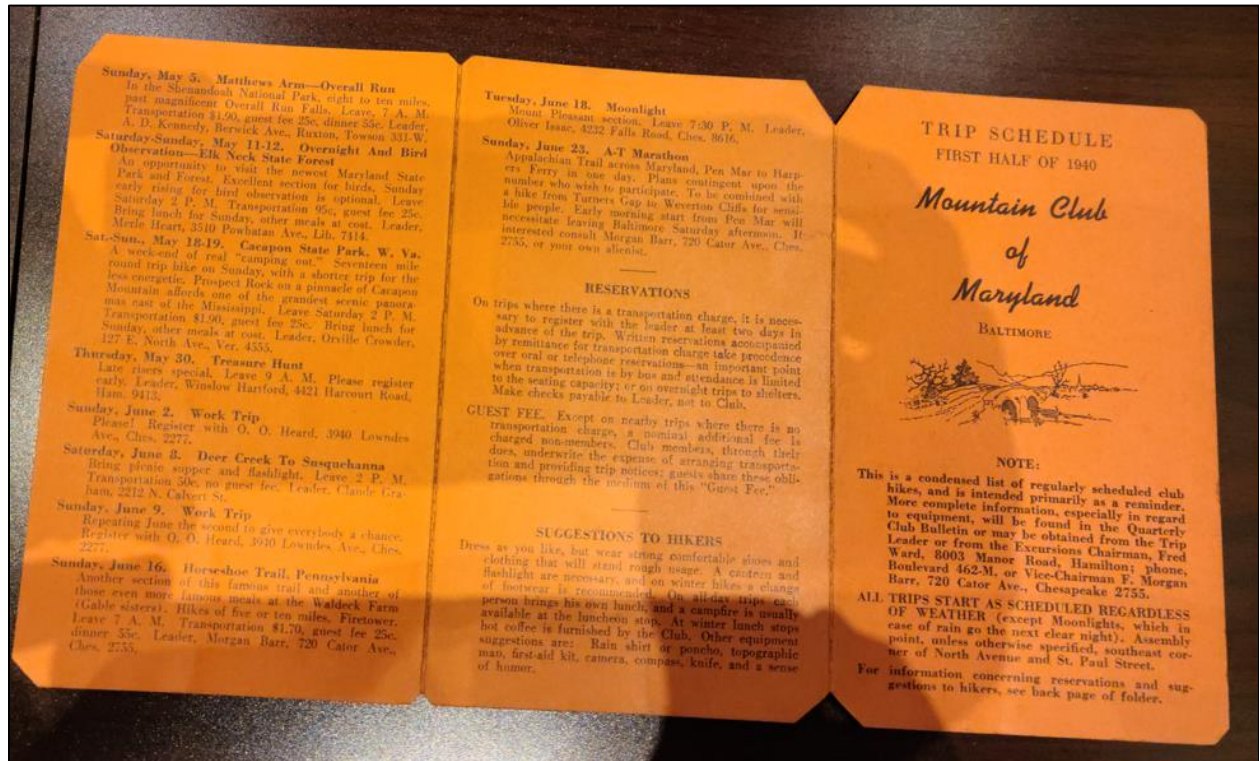 Sunday, May 5. Matthews Arm—Overall Run
In the Shenandoah National Park, eight to ten miles,
past magnificent Overall Run Falls. Leave, 7 A. M.
Transportation $1.90, guest fee 25c, dinner 55c. Leader,
A. D. Kennedy, Berwick Ave., Ruxton, Towson 331-W.
Saturday-Sunday, May 11-12. Overnight And Bird
Observation—Elk Neck State Forest
An opportunity to visit the newest Maryland State
Park and Forest. Excellent section for birds. Sunday
early rising for bird observation is optional. Leave
Saturday 2 P. M. Transportation 95c, guest fee 25c.
Bring lunch for Sunday, other meals at cost. Leader,
Merle Heart, 3510 Powhatan Ave., Lib. 7414.
Sat.-Sun., May 18-19. Cacapon State Park, W. Va.
A week-end of real "camping out." Seventeen mile
round trip hike on Sunday, with a shorter trip for the
less energetic. Prospect Rock on a pinnacle of Cacapon
Mountain affords one of the grandest scenic panora-
mas east of the Mississippi. Leave Saturday 2 P. M.
Transportation $1.90, guest fee 25c. Bring lunch for
Sunday, other meals at cost. Leader, Orville Crowder,
127 E. North Ave., Ver. 4555.
Thursday, May 30. Treasure Hunt
Late risers special. Leave 9 A. M. Please register
early. Leader, Winslow Hartford, 4421 Harcourt Road,
Ham. 9413.
Sunday, June 2. Work Trip
Please! Register with O. O. Heard, 3940 Lowndes
Ave., Ches. 2277.
Saturday, June 8. Deer Creek To Susquehanna
Bring picnic supper and flashlight. Leave 2 P. M.
Transportation 50c, no guest fee. Leader, Claude Gra-
ham, 2212 N. Calvert St.
Sunday, June 9. Work Trip
Repeating June the second to give everybody a chance.
Register with O. O. Heard, 3940 Lowndes Ave., Ches.
2277.
Sunday, June 16. Horseshoe Trail, Pennsylvania
Another section of this famous trail and another of
those even more famous meals at the Waldeck Farm
(Gable sisters). Hikes of five or ten miles. Firetower.
Leave 7 A. M. Transportation $1.70, guest fee 25c,
dinner 55c. Leader, Morgan Barr, 720 Cator Ave.,
Ches. 2755.
Tuesday, June 18. Moonlight
Mount Pleasant section. Leave 7:30 P. M. Leader,
Oliver Isaac, 4232 Falls Road, Ches. 8616.
Sunday, June 23. A-T Marathon
Appalachian Trail across Maryland, Pen Mar to Harp-
ers Ferry in one day. Plans contingent upon the
number who wish to participate. To be combined with
a hike from Turners Gap to Weverton Cliffs for sensi-
ble people. Early morning start from Pen Mar will
necessitate leaving Baltimore Saturday afternoon. If
interested consult Morgan Barr, 720 Cator Ave., Ches.
2755, or your own alienist.
RESERVATIONS
On trips where there is a transportation charge, it is neces-
sary to register with the leader at least two days in
advance of the trip. Written reservations accompanied
by remittance for transportation charge take precedence
over oral or telephone reservations—an important point
when transportation is by bus and attendance is limited
to the seating capacity; or on overnight trips to shelters.
Make checks payable to Leader, not to Club.
GUEST FEE. Except on nearby trips where there is no
transportation charge, a nominal additional fee is
charged non-members. Club members, through their
dues, underwrite the expense of arranging transporta-
tion and providing trip notices; guests share these obli-
gations through the medium of this "Guest Fee."
SUGGESTIONS TO HIKERS
Dress as you like, but wear strong comfortable shoes and
clothing that will stand rough usage. A canteen and
flashlight are necessary, and on winter hikes a change
of footwear is recommended. On all-day trips each
person brings his own lunch, and a campfire is usually
available at the luncheon stop. At winter lunch stops
hot coffee is furnished by the Club. Other equipment
suggestions are: Rain shirt or poncho, topographic
map, first-aid kit, camera, compass, knife, and a sense
of humor.
TRIP SCHEDULE
FIRST HALF OF 1940
Mountain Club
of
Maryland
BALTIMORE
NOTE:
This is a condensed list of regularly scheduled club
hikes, and is intended primarily as a reminder.
More complete information, especially in regard
to equipment, will be found in the Quarterly
Club Bulletin or may be obtained from the Trip
Leader or from the Excursions Chairman, Fred
Ward, 8003 Manor Road, Hamilton; phone,
Boulevard 462-M, or Vice-Chairman F. Morgan
Barr, 720 Cator Ave., Chesapeake 2755.
ALL TRIPS START AS SCHEDULED REGARDLESS
OF WEATHER (except Moonlights, which in
case of rain go the next clear night). Assembly
point, unless otherwise specified, southeast cor-
ner of North Avenue and St. Paul Street.
For information concerning reservations and sug-
gestions to hikers, see back page of folder.